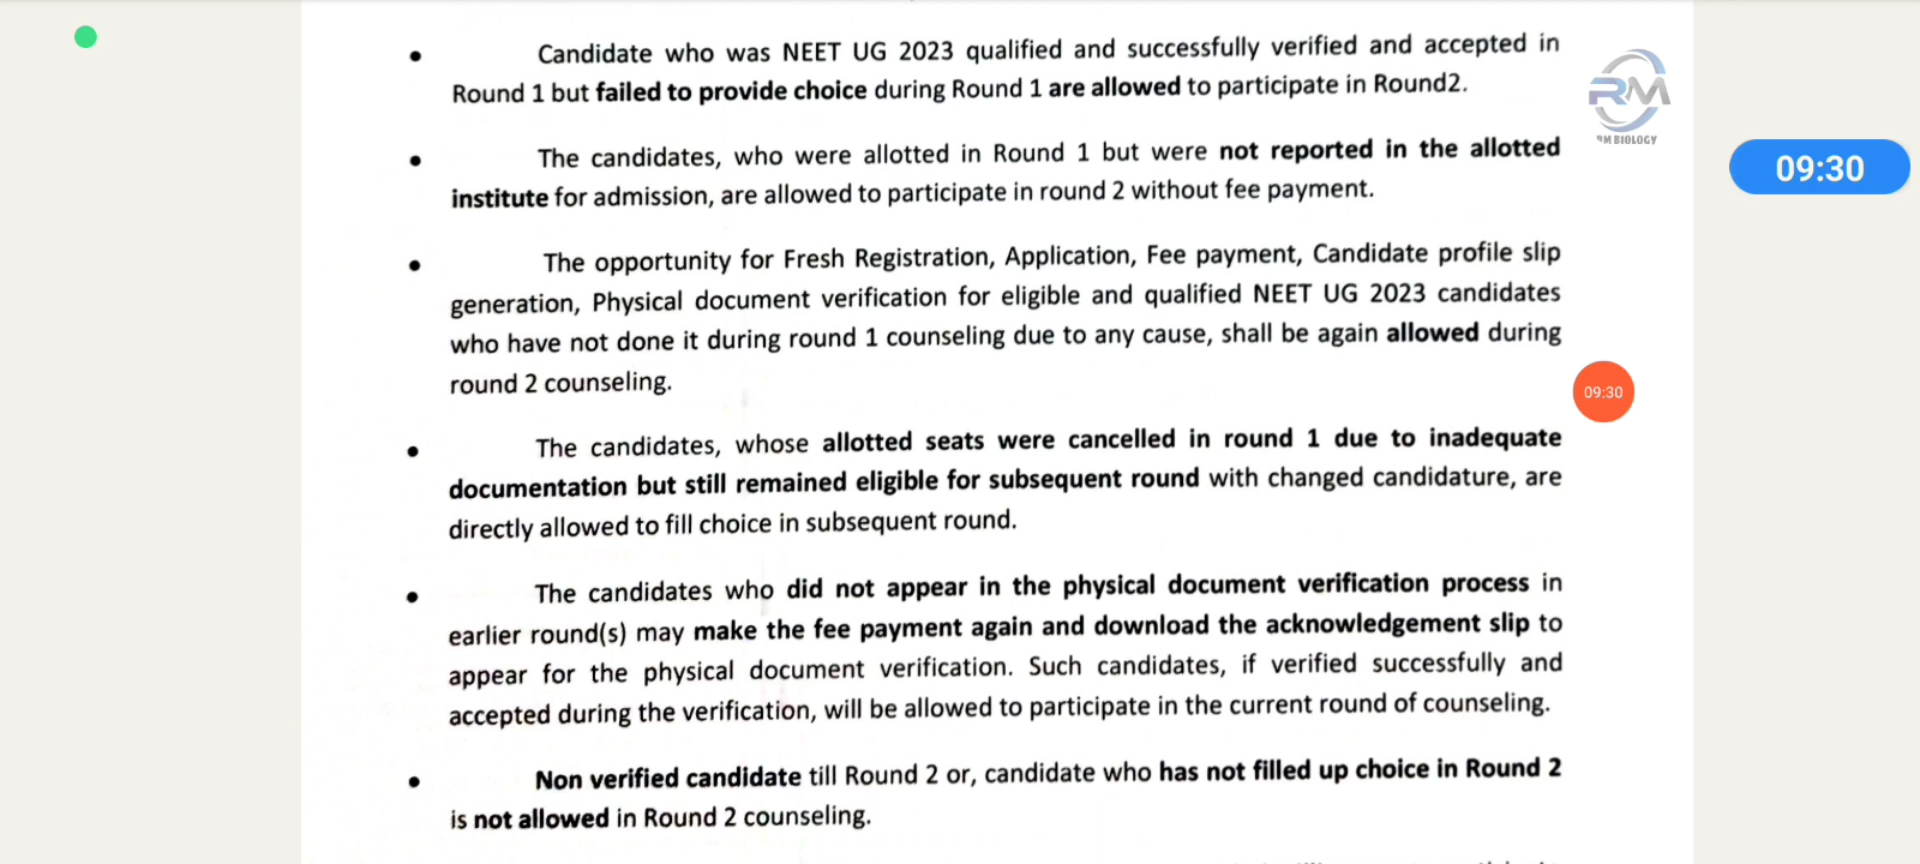 • Candidate who was NEET UG 2023 qualified and successfully verified and accepted in
Round 1 but failed to provide choice during Round 1 are allowed to participate in Round2.
RM
RM BIOLOGY
• The candidates, who were allotted in Round 1 but were not reported in the allotted
institute for admission, are allowed to participate in round 2 without fee payment.
09:30
• The opportunity for Fresh Registration, Application, Fee payment, Candidate profile slip
generation, Physical document verification for eligible and qualified NEET UG 2023 candidates
who have not done it during round 1 counseling due to any cause, shall be again allowed during
round 2 counseling.
09:30
• The candidates, whose allotted seats were cancelled in round 1 due to inadequate
documentation but still remained eligible for subsequent round with changed candidature, are
directly allowed to fill choice in subsequent round.
• The candidates who did not appear in the physical document verification process in
earlier round(s) may make the fee payment again and download the acknowledgement slip to
appear for the physical document verification. Such candidates, if verified successfully and
accepted during the verification, will be allowed to participate in the current round of counseling.
• Non verified candidate till Round 2 or, candidate who has not filled up choice in Round 2
is not allowed in Round 2 counseling.